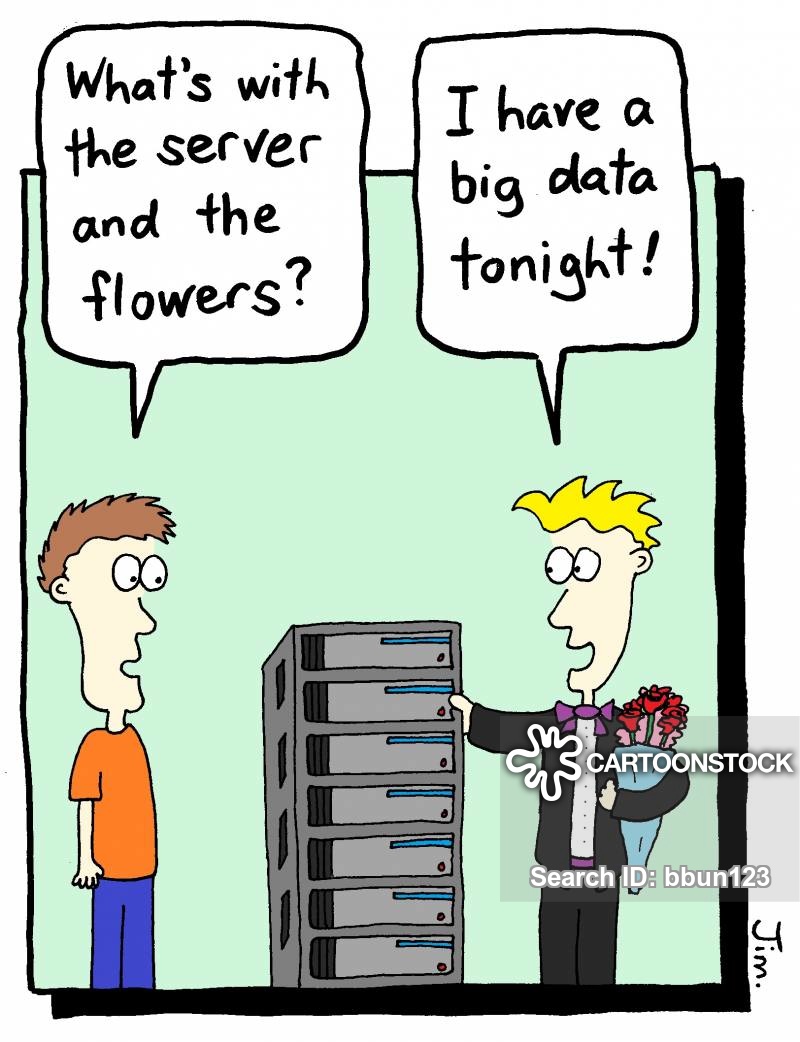 What's with
the server
and the
flowers?
I have a
big data
tonight!
CARTOONSTOCK
Search ID: bbun123
Jim.